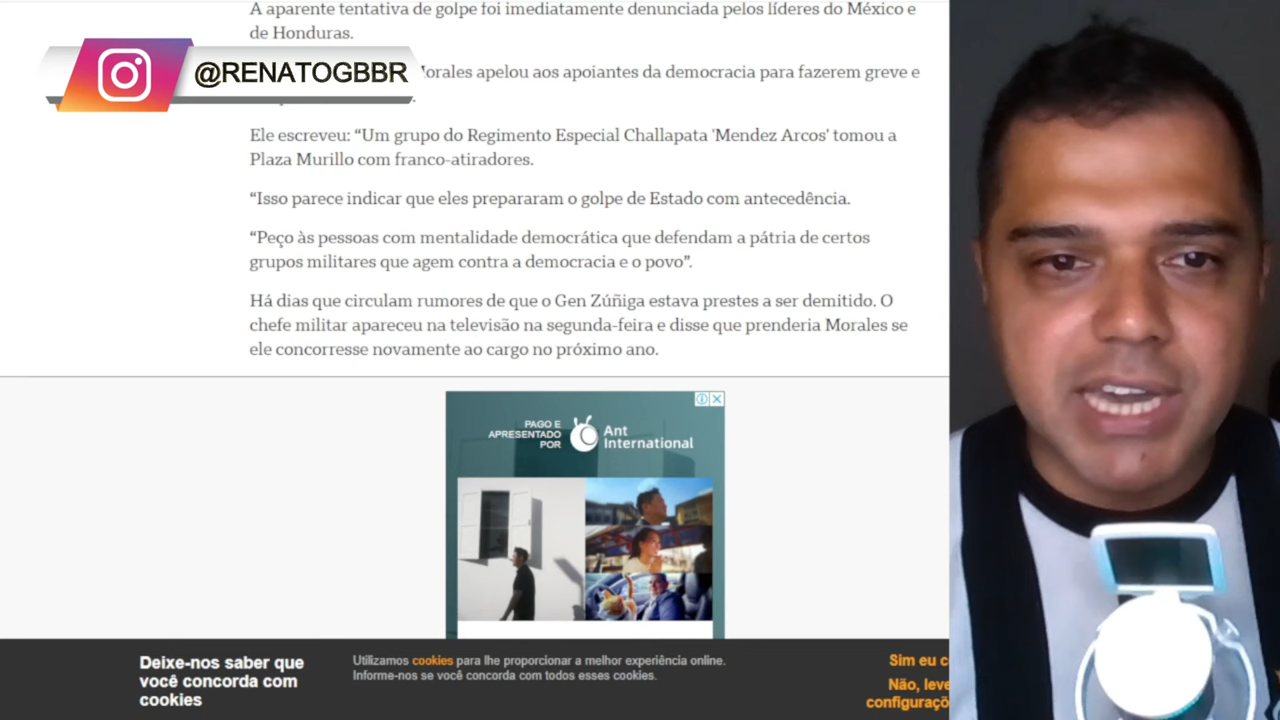 A aparente tentativa de golpe foi imediatamente denunciada pelos líderes do México e
de Honduras.
@RENATOGBBR
Morales apelou aos apoiantes da democracia para fazerem greve e
Ele escreveu: “Um grupo do Regimento Especial Challapata 'Mendez Arcos' tomou a
Plaza Murillo com franco-atiradores.
“Isso parece indicar que eles prepararam o golpe de Estado com antecedência.
“Peço às pessoas com mentalidade democrática que defendam a pátria de certos
grupos militares que agem contra a democracia e o povo”.
Há dias que circulam rumores de que o Gen Zúñiga estava prestes a ser demitido. O
chefe militar apareceu na televisão na segunda-feira e disse que prenderia Morales se
ele concorresse novamente ao cargo no próximo ano.
PAGO E
APRESENTADO
POR
Ant
International
Deixe-nos saber que
você concorda com
cookies
Utilizamos cookies para lhe proporcionar a melhor experiência online.
Informe-nos se você concorda com todos esses cookies.
Sim eu
Não,